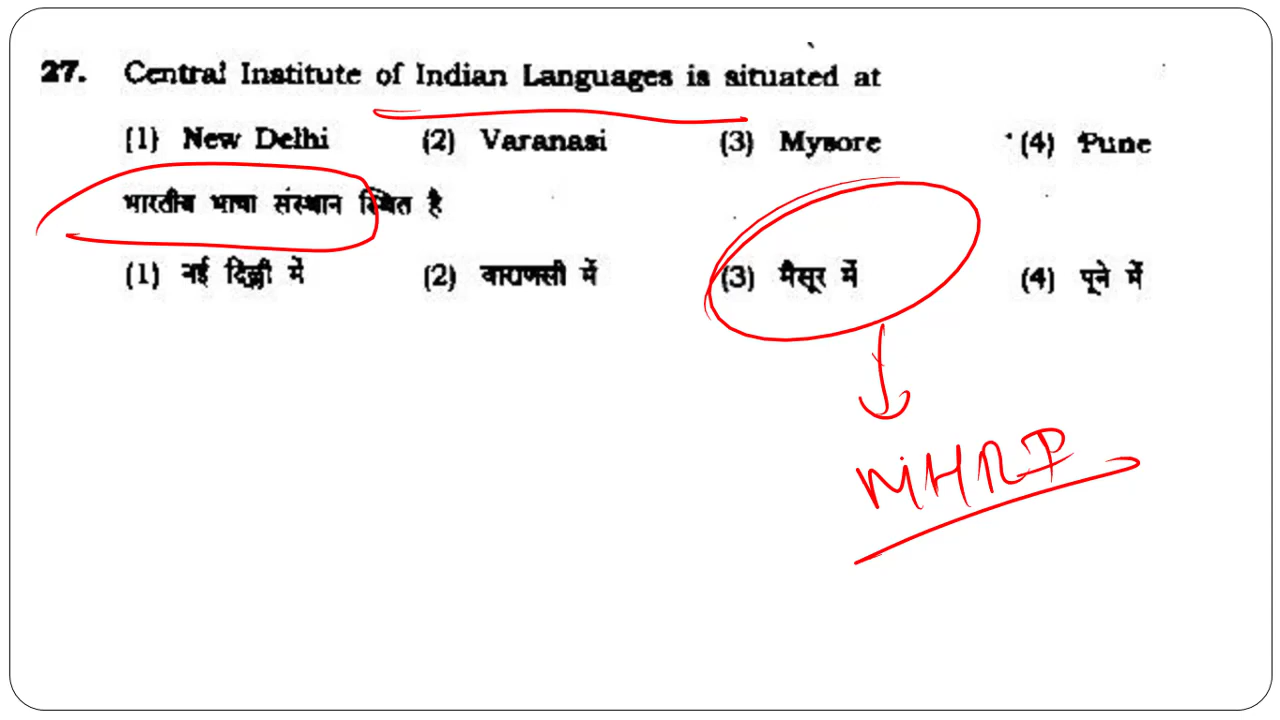 27. Central Institute of Indian Languages is situated at
(1) New Delhi (2) Varanasi (3) Mysore (4) Pune
भारतीय भाषा संस्थान स्थित है
(1) नई दिल्ली में (2) वाराणसी में (3) मैसूर में (4) पूने में
MHRD